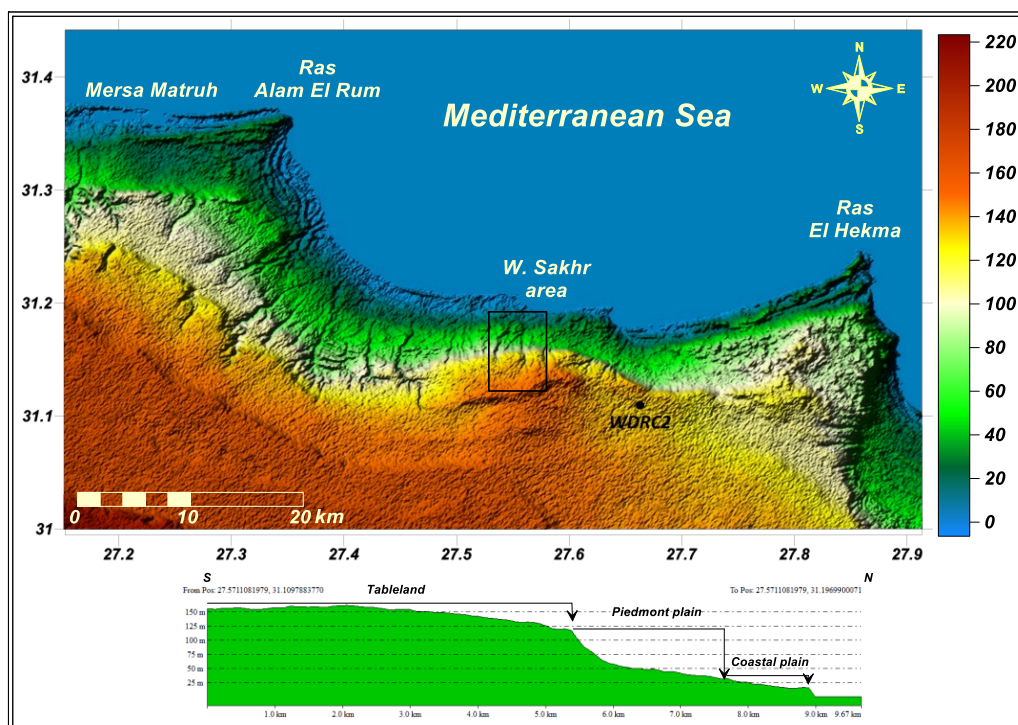 Mersa Matruh
Ras
Alam El Rum
Mediterranean Sea
N
W
E
S
Ras
El Hekma
W. Sakhr
area
WDRC2
31.4
31.3
31.2
31.1
31
0
10
20 km
27.2
27.3
27.4
27.5
27.6
27.7
27.8
27.9
220
200
180
160
140
120
100
80
60
40
20
0
S
N
From Pos: 27.5711081979, 31.1097883770
Tableland
To Pos: 27.5711081979, 31.1969900071
Piedmont plain
Coastal plain
150 m
125 m
100 m
75 m
50 m
25 m
1.0 km
2.0 km
3.0 km
4.0 km
5.0 km
6.0 km
7.0 km
8.0 km
9.0 km
9.67 km